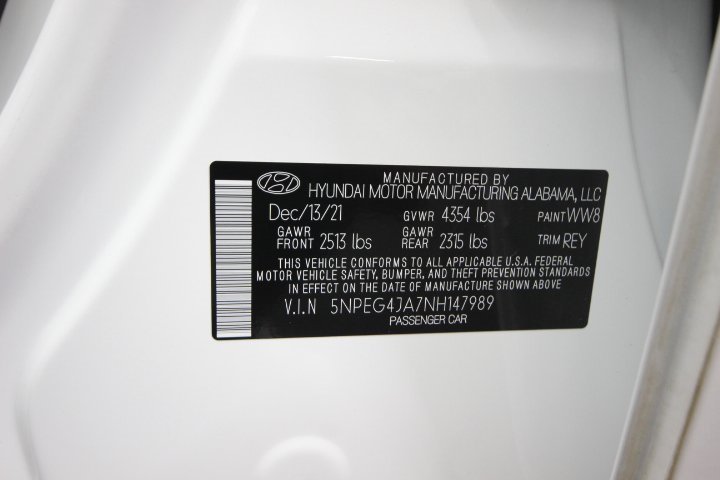 MANUFACTURED BY
HYUNDAI MOTOR MANUFACTURING ALABAMA, LLC
Dec/13/21 GVWR 4354 lbs PAINT WW8
GAWR FRONT 2513 lbs GAWR REAR 2315 lbs TRIM REY
THIS VEHICLE CONFORMS TO ALL APPLICABLE U.S.A. FEDERAL
MOTOR VEHICLE SAFETY, BUMPER, AND THEFT PREVENTION STANDARDS
IN EFFECT ON THE DATE OF MANUFACTURE SHOWN ABOVE
V.I.N 5NPEG4JA7NH147989
PASSENGER CAR